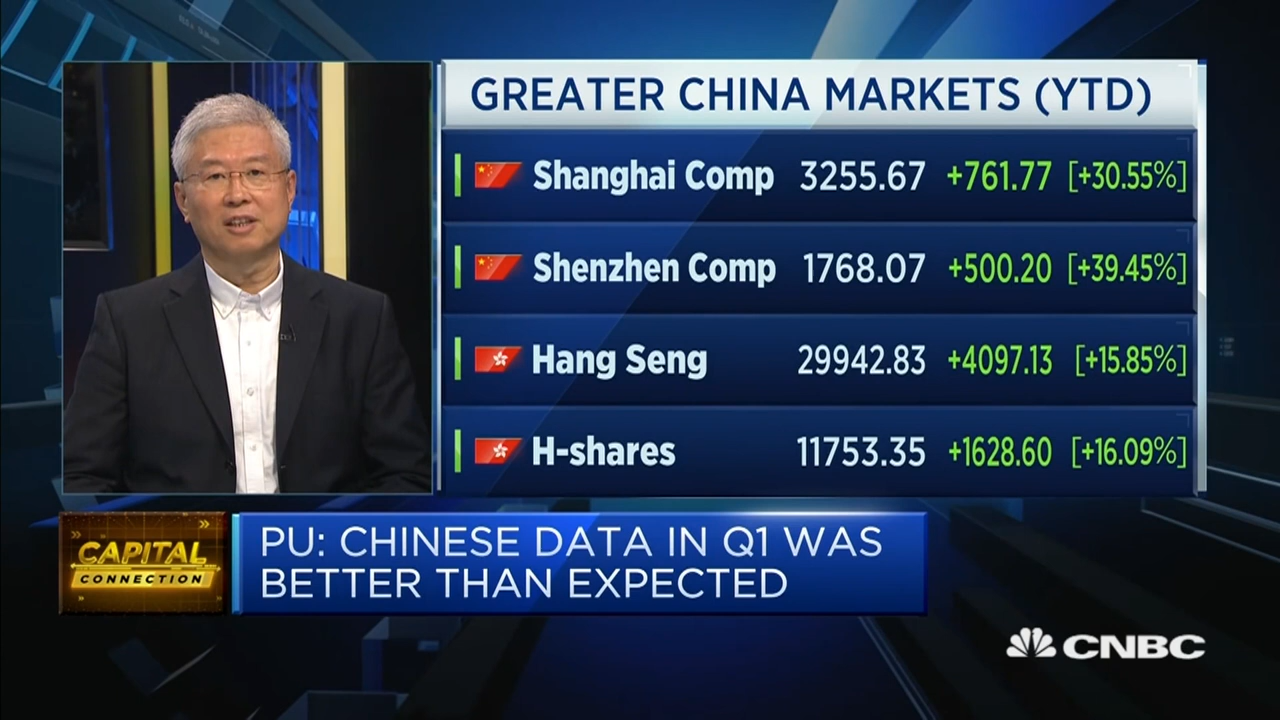 GREATER CHINA MARKETS (YTD)
Shanghai Comp 3255.67 +761.77 [+30.55%]
Shenzhen Comp 1768.07 +500.20 [+39.45%]
Hang Seng 29942.83 +4097.13 [+15.85%]
H-shares 11753.35 +1628.60 [+16.09%]
CAPITAL
CONNECTION
PU: CHINESE DATA IN Q1 WAS
BETTER THAN EXPECTED
CNBC